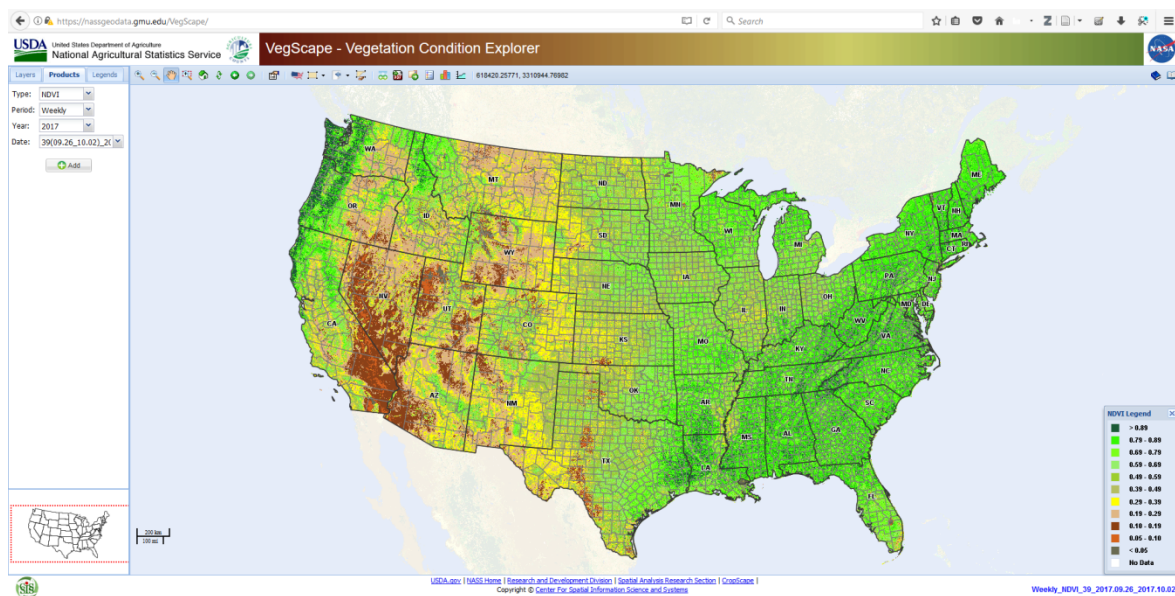 https://nassgeodata.gmu.edu/VegScape/
Search
USDA United States Department of Agriculture
National Agricultural Statistics Service
VegScape - Vegetation Condition Explorer
NASA
Layers Products Legends
618420.25771, 3310944.76982
Type: NDVI
Period: Weekly
Year: 2017
Date: 39(09.26_10.02)_20
Add
WA
MT
ND
MN
ME
OR
ID
SD
WI
MI
VT
NH
NY
MA
CT
RI
WY
IA
NE
PA
NJ
NV
UT
CO
IL
IN
OH
MD
DE
CA
KS
MO
WV
VA
KY
AZ
NM
OK
AR
TN
NC
SC
TX
LA
MS
AL
GA
FL
NDVI Legend
> 0.89
0.79 - 0.89
0.69 - 0.79
0.59 - 0.69
0.49 - 0.59
0.39 - 0.49
0.29 - 0.39
0.19 - 0.29
0.10 - 0.19
0.05 - 0.10
< 0.05
No Data
200 km
100 mi
USDA.gov | NASS Home | Research and Development Division | Spatial Analysis Research Section | CropScape |
Copyright © Center For Spatial Information Science and Systems
Weekly_NDVI_39_2017.09.26_2017.10.02